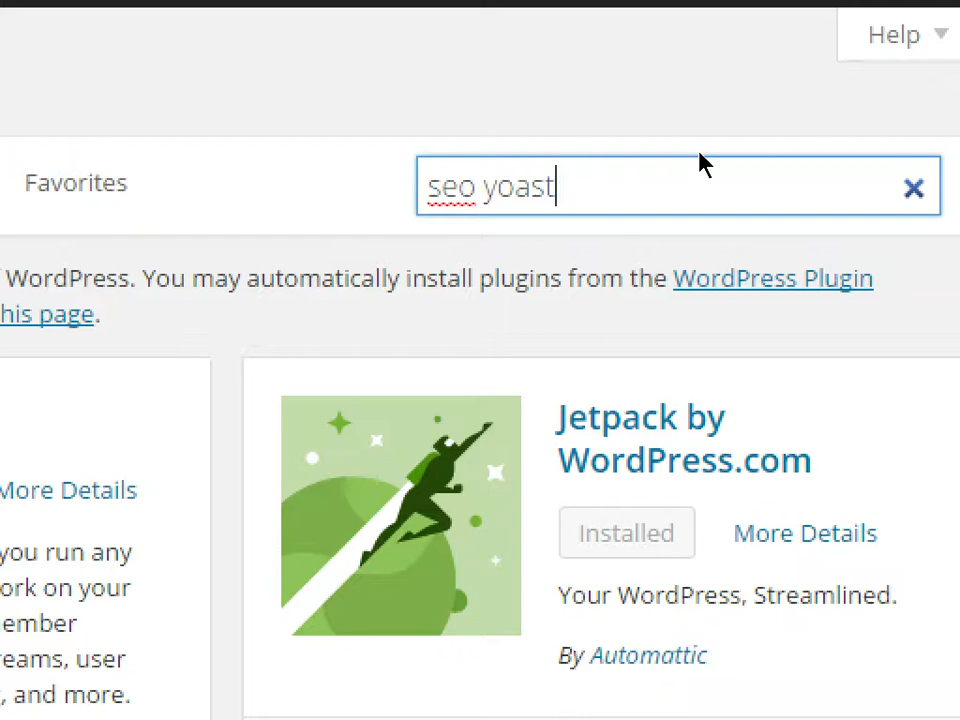 Help
Favorites
seo yoast
WordPress. You may automatically install plugins from the WordPress Plugin
his page.
Jetpack by
WordPress.com
More Details
Installed More Details
you run any
ork on your
Your WordPress, Streamlined.
ember
reams, user
By Automattic
, and more.